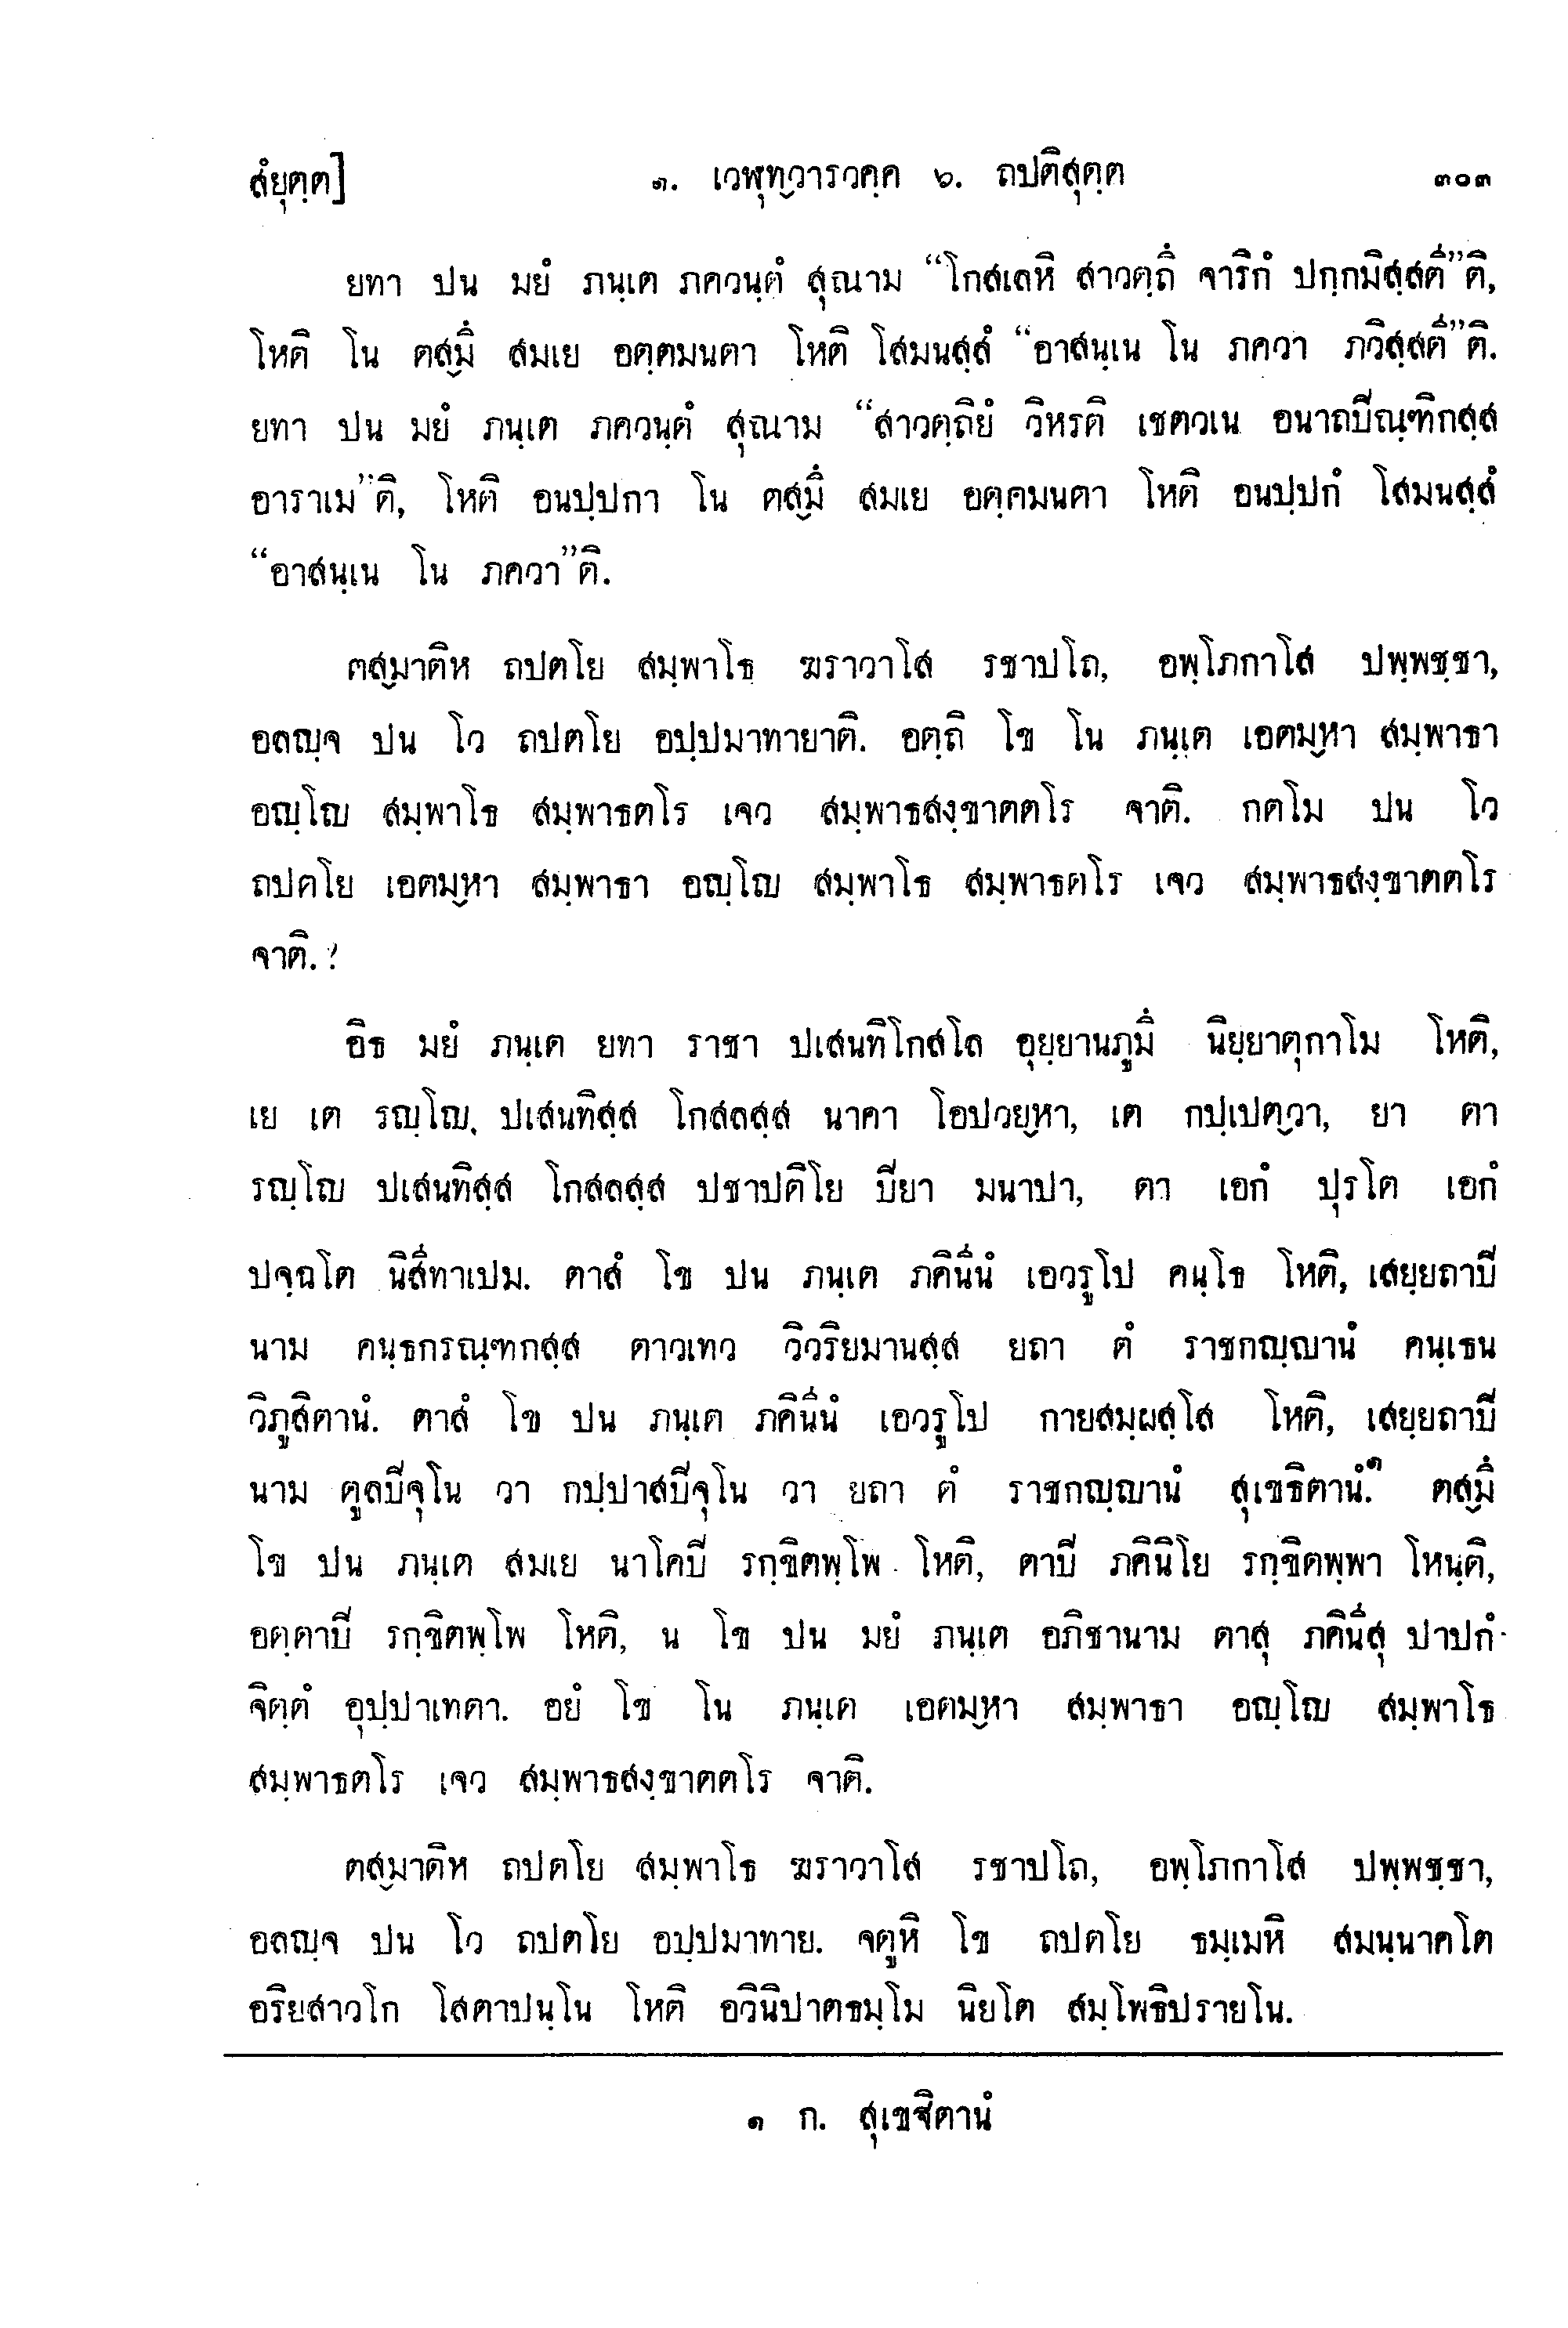 สํยุตฺต]
๑. เวฬุทฺวารวคฺค ๖. ถปติสุตฺต
๓๐๓
ยทา ปน มยํ ภนฺเต ภควนฺตํ สุณาม “โกสเลหิ สาวตฺถึ จาริกํ ปกฺกมิสฺสตี”ติ,
โหติ โน ตสฺมึ สมเย อตฺตมนตา โหติ โสมนสฺสํ “อาสนฺเน โน ภควา ภวิสฺสตี”ติ.
ยทา ปน มยํ ภนฺเต ภควนฺตํ สุณาม “สาวตฺถิยํ วิหรติ เชตวเน อนาถปิณฺฑิกสฺส
อาราเม”ติ, โหติ อนปฺปกา โน ตสฺมึ สมเย อตฺตมนตา โหติ อนปฺปกํ โสมนสฺสํ
“อาสนฺเน โน ภควา”ติ.
ตสฺมาติห ถปตโย สมฺพาโธ ฆราวาโส รชาปโถ, อพฺโภกาโส ปพฺพชฺชา,
อลญฺจ ปน โว ถปตโย อปฺปมาทายาติ. อตฺถิ โข โน ภนฺเต เอตมฺหา สมฺพาธา
อญฺโญ สมฺพาโธ สมฺพาธตโร เจว สมฺพาธสงฺขาตตโร จาติ. กตโม ปน โว
ถปตโย เอตมฺหา สมฺพาธา อญฺโญ สมฺพาโธ สมฺพาธตโร เจว สมฺพาธสงฺขาตตโร
จาติ.?
อิธ มยํ ภนฺเต ยทา ราชา ปเสนทิโกสโล อุยฺยานภูมึ นิยฺยาตุกาโม โหติ,
เย เต รญฺโญ ปเสนทิสฺส โกสลสฺส นาคา โอปวยฺหา, เต กปฺเปตฺวา, ยา ตา
รญฺโญ ปเสนทิสฺส โกสลสฺส ปชาปติโย ปิยา มนาปา, ตา เอกํ ปุรโต เอกํ
ปจฺฉโต นิสีทาเปม. ตาสํ โข ปน ภนฺเต ภคินีนํ เอวรูโป คนฺโธ โหติ, เสยฺยถาปิ
นาม คนฺธกรณฺฑกสฺส ตาวเทว วิวริยมานสฺส ยถา ตํ ราชกญฺญานํ คนฺเธน
วิภูสิตานํ. ตาสํ โข ปน ภนฺเต ภคินีนํ เอวรูโป กายสมฺผสฺโส โหติ, เสยฺยถาปิ
นาม ตูลปิจุโน วา กปฺปาสปิจุโน วา ยถา ตํ ราชกญฺญานํ สุเขธิตานํ.๑ ตสฺมึ
โข ปน ภนฺเต สมเย นาโคปิ รกฺขิตพฺโพ โหติ, ตาปิ ภคินิโย รกฺขิตพฺพา โหนฺติ,
อตฺตาปิ รกฺขิตพฺโพ โหติ, น โข ปน มยํ ภนฺเต อภิชานาม ตาสุ ภคินีสุ ปาปกํ
จิตฺตํ อุปฺปาเทตา. อยํ โข โน ภนฺเต เอตมฺหา สมฺพาธา อญฺโญ สมฺพาโธ
สมฺพาธตโร เจว สมฺพาธสงฺขาตตโร จาติ.
ตสฺมาติห ถปตโย สมฺพาโธ ฆราวาโส รชาปโถ, อพฺโภกาโส ปพฺพชฺชา,
อลญฺจ ปน โว ถปตโย อปฺปมาทาย. จตูหิ โข ถปตโย ธมฺเมหิ สมนฺนาคโต
อริยสาวโก โสตาปนฺโน โหติ อวินิปาตธมฺโม นิยโต สมฺโพธิปรายโน.
๑ ก. สุเขฐิตานํ